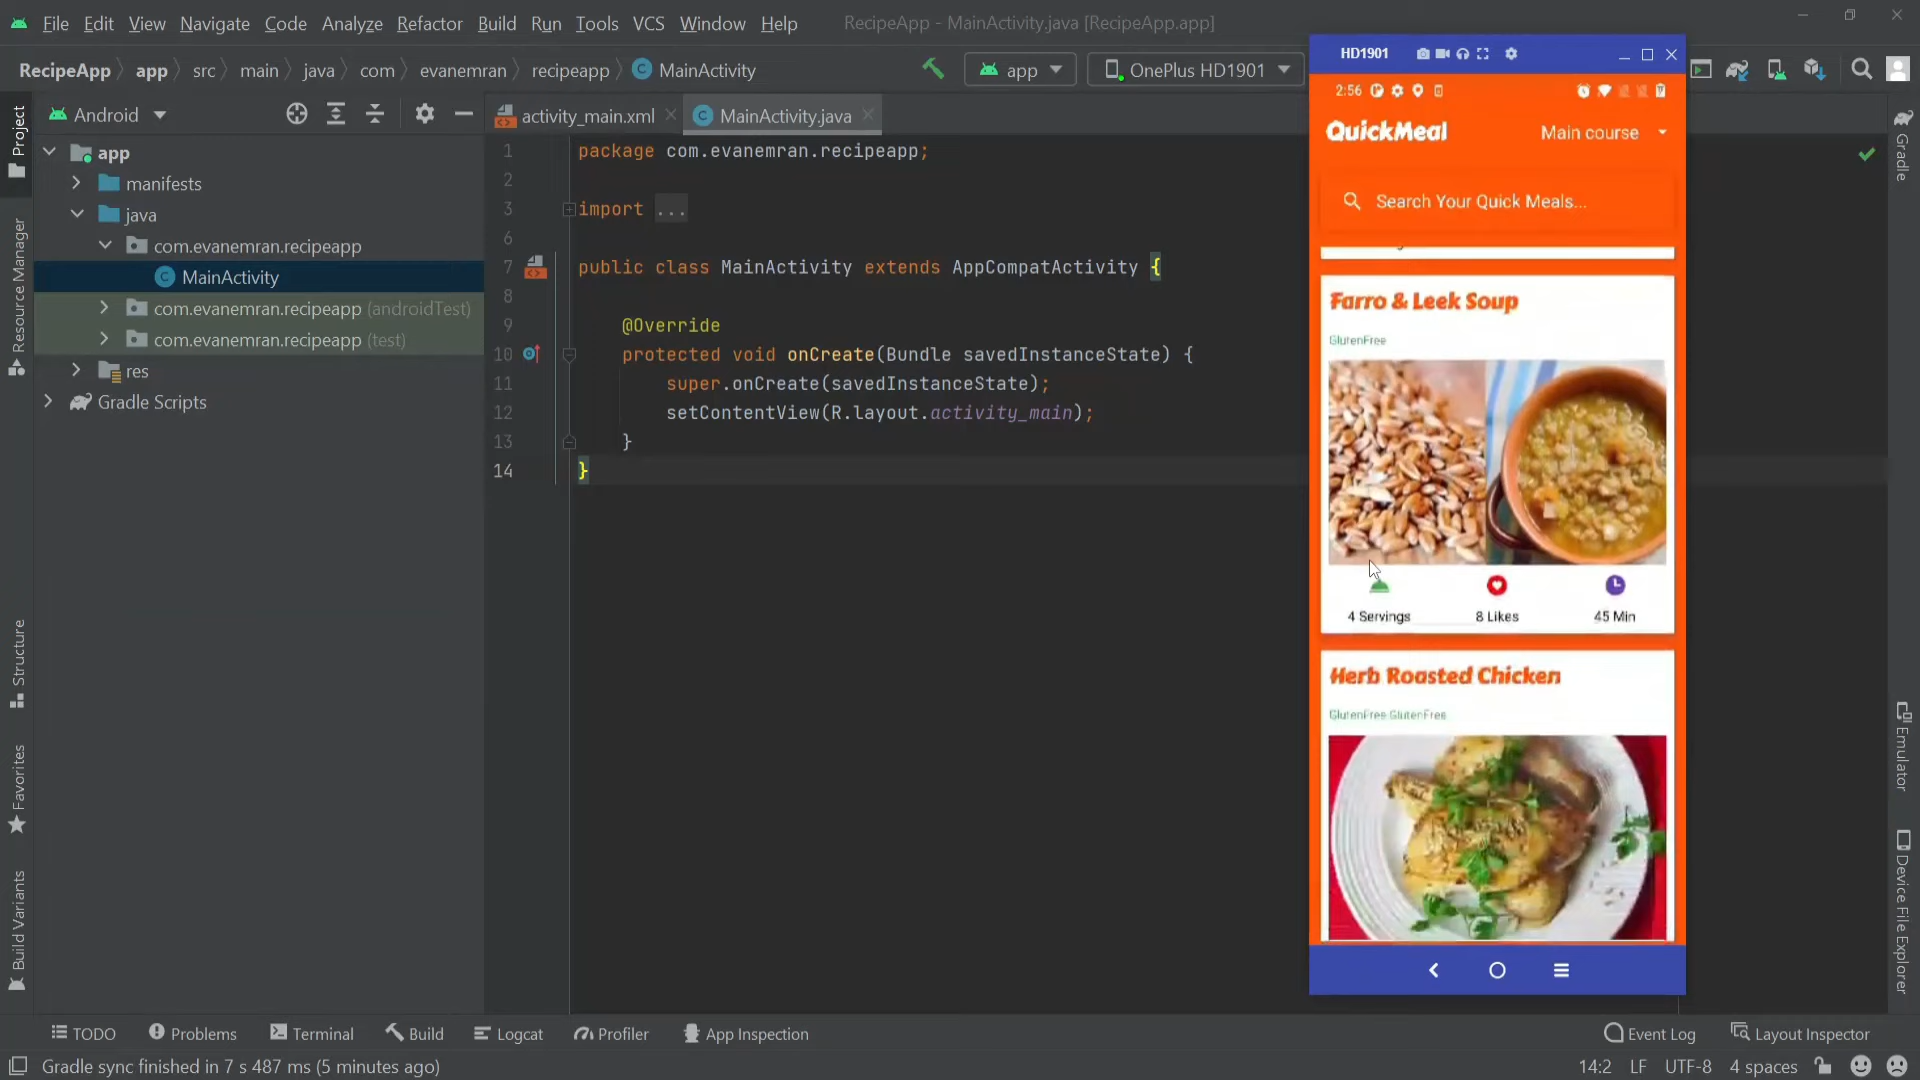 File Edit View Navigate Code Analyze Refactor Build Run Tools VCS Window Help RecipeApp - MainActivity.java [RecipeApp.app]
RecipeApp app src main java com evanemran recipeapp MainActivity app OnePlus HD1901
Android
activity_main.xml MainActivity.java
Project
Resource Manager
Structure
Favorites
Build Variants
app
manifests
java
com.evanemran.recipeapp
MainActivity
com.evanemran.recipeapp (androidTest)
com.evanemran.recipeapp (test)
res
Gradle Scripts
1 package com.evanemran.recipeapp;
2
3 import ...
6
7 public class MainActivity extends AppCompatActivity {
8
9 @Override
10 protected void onCreate(Bundle savedInstanceState) {
11 super.onCreate(savedInstanceState);
12 setContentView(R.layout.activity_main);
13 }
14 }
HD1901
2:56
QuickMeal Main course
Search Your Quick Meals...
Farro & Leek Soup
GlutenFree
4 Servings 8 Likes 45 Min
Herb Roasted Chicken
GlutenFree GlutenFree
Gradle
Emulator
Device File Explorer
TODO Problems Terminal Build Logcat Profiler App Inspection Event Log Layout Inspector
Gradle sync finished in 7 s 487 ms (5 minutes ago) 14:2 LF UTF-8 4 spaces